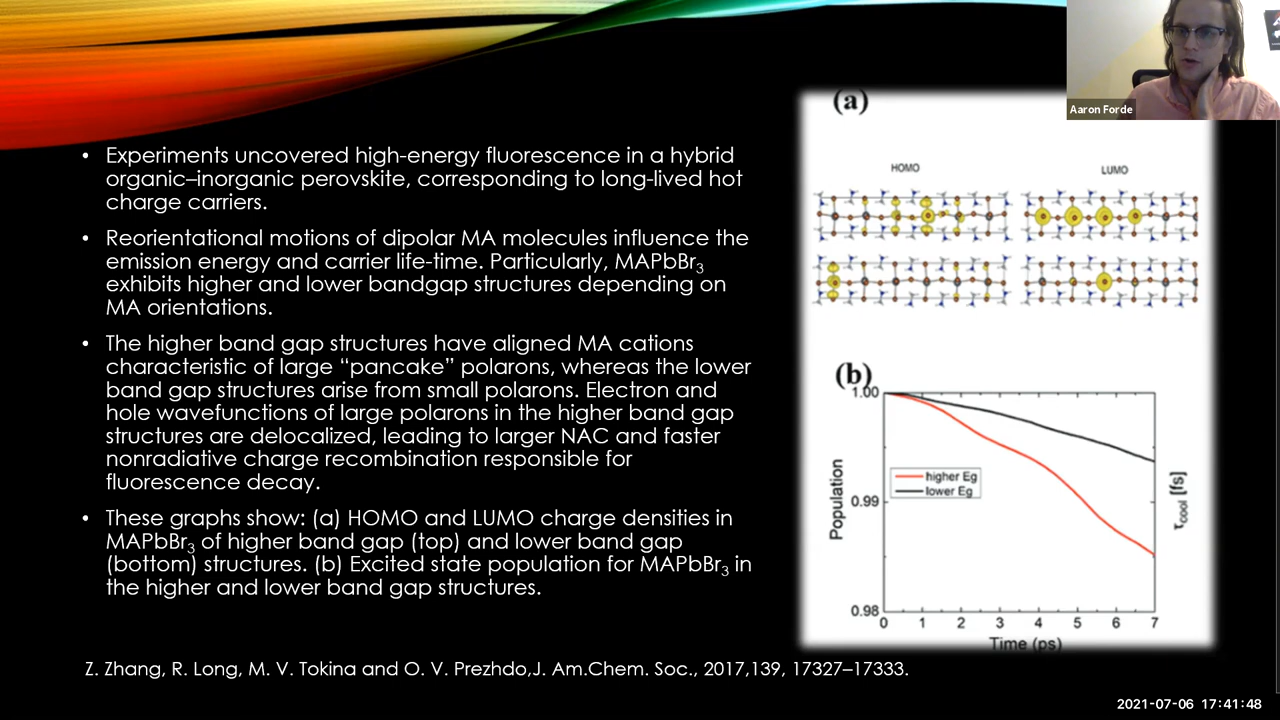 Aaron Forde
• Experiments uncovered high-energy fluorescence in a hybrid
organic–inorganic perovskite, corresponding to long-lived hot
charge carriers.
• Reorientational motions of dipolar MA molecules influence the
emission energy and carrier life-time. Particularly, MAPbBr₃
exhibits higher and lower bandgap structures depending on
MA orientations.
• The higher band gap structures have aligned MA cations
characteristic of large “pancake” polarons, whereas the lower
band gap structures arise from small polarons. Electron and
hole wavefunctions of large polarons in the higher band gap
structures are delocalized, leading to larger NAC and faster
nonradiative charge recombination responsible for
fluorescence decay.
• These graphs show: (a) HOMO and LUMO charge densities in
MAPbBr₃ of higher band gap (top) and lower band gap
(bottom) structures. (b) Excited state population for MAPbBr₃ in
the higher and lower band gap structures.
(a)
HOMO LUMO
(b)
1.00
0.99
0.98
Population
higher Eg
lower Eg
τcool [fs]
0 1 2 3 4 5 6 7
Time (ps)
Z. Zhang, R. Long, M. V. Tokina and O. V. Prezhdo,J. Am.Chem. Soc., 2017,139, 17327–17333.
2021-07-06 17:41:48